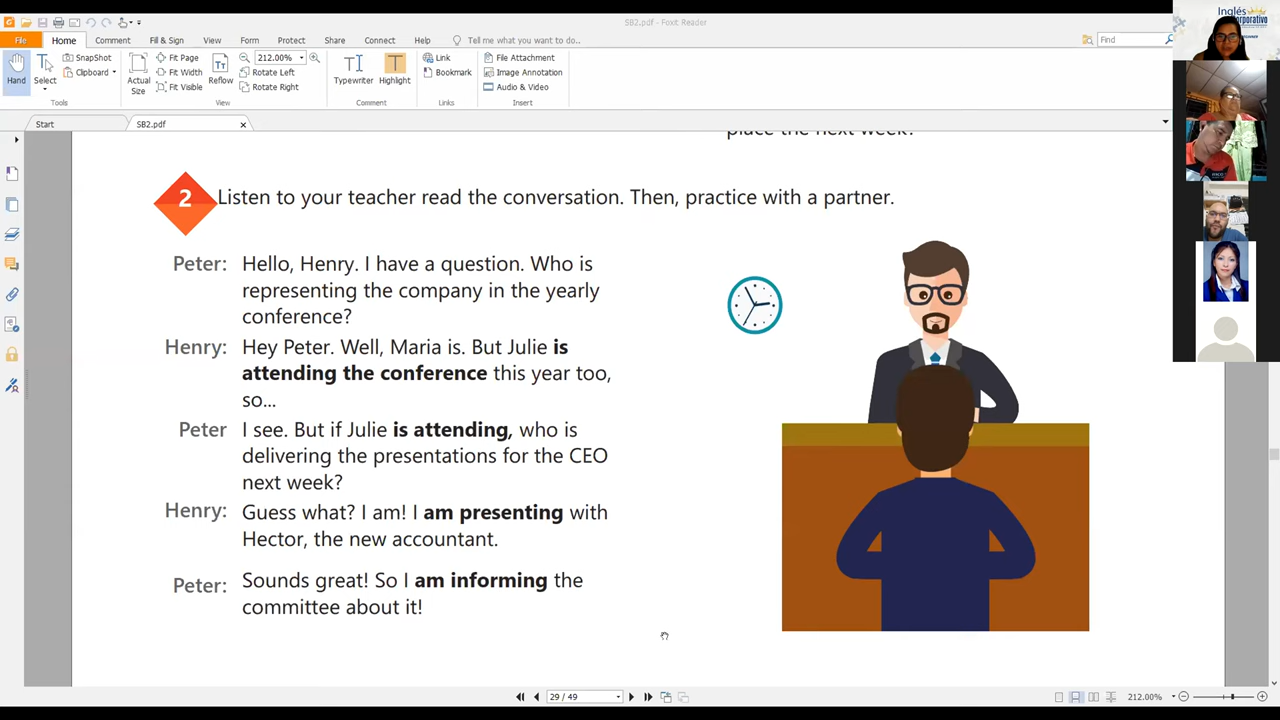 SB2.pdf - Foxit Reader
File Home Comment Fill & Sign View Form Protect Share Connect Help Tell me what you want to do... Find
Hand
Select
SnapShot
Clipboard
Tools
Actual
Size
Fit Page
Fit Width
Fit Visible
Reflow
212.00%
Rotate Left
Rotate Right
View
Typewriter
Highlight
Comment
Link
Bookmark
Links
File Attachment
Image Annotation
Audio & Video
Insert
Start SB2.pdf
place the next week?
2 Listen to your teacher read the conversation. Then, practice with a partner.
Peter: Hello, Henry. I have a question. Who is
representing the company in the yearly
conference?
Henry: Hey Peter. Well, Maria is. But Julie is
attending the conference this year too,
so...
Peter I see. But if Julie is attending, who is
delivering the presentations for the CEO
next week?
Henry: Guess what? I am! I am presenting with
Hector, the new accountant.
Peter: Sounds great! So I am informing the
committee about it!
29 / 49
212.00%
Inglés